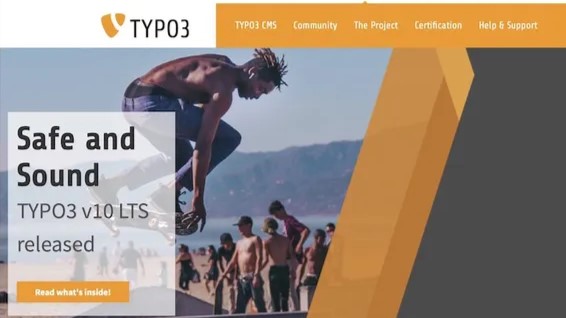 TYPO3
TYPO3 CMS Community The Project Certification Help & Support
Safe and
Sound
TYPO3 v10 LTS
released
Read what's inside!